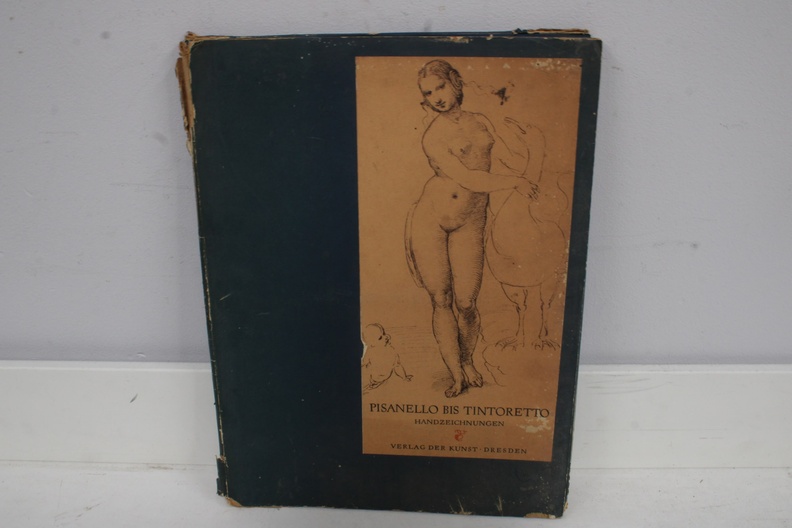 PISANELLO BIS TINTORETTO
HANDZEICHNUNGEN
VERLAG DER KUNST · DRESDEN